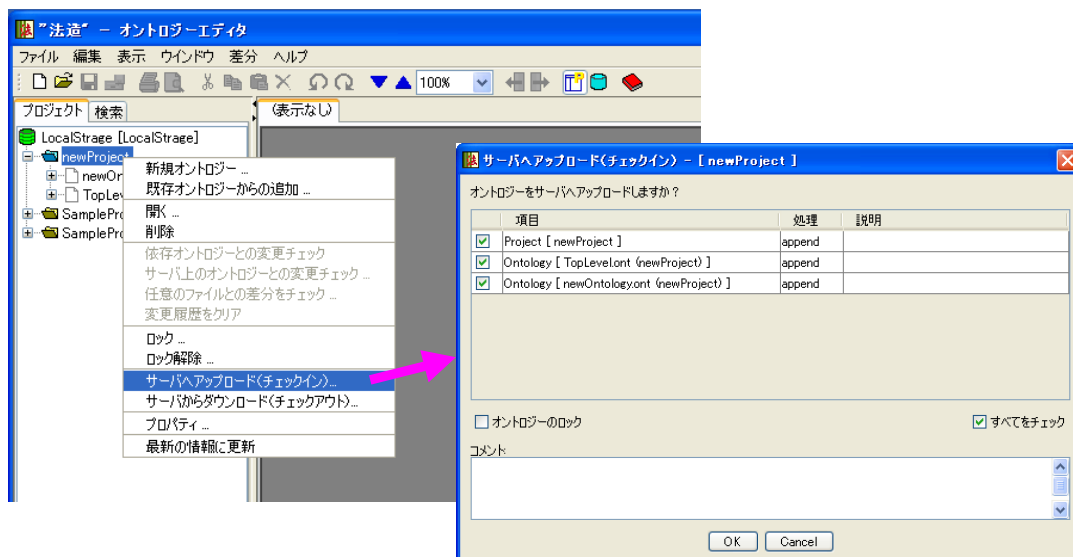 "法造" － オントロジーエディタ
ファイル 編集 表示 ウインドウ 差分 ヘルプ
100%
プロジェクト 検索 (表示なし)
LocalStrage [LocalStrage]
newProject
newOr
TopLev
SamplePro
SamplePro
新規オントロジー ...
既存オントロジーからの追加 ...
開く ...
削除
依存オントロジーとの変更チェック
サーバ上のオントロジーとの変更チェック ...
任意のファイルとの差分をチェック ...
変更履歴をクリア
ロック ...
ロック解除 ...
サーバへアップロード(チェックイン)...
サーバからダウンロード(チェックアウト)...
プロパティ ...
最新の情報に更新
サーバへアップロード(チェックイン) - [ newProject ]
オントロジーをサーバへアップロードしますか？
項目 処理 説明
Project [ newProject ] append
Ontology [ TopLevel.ont (newProject) ] append
Ontology [ newOntology.ont (newProject) ] append
オントロジーのロック すべてをチェック
コメント
OK Cancel